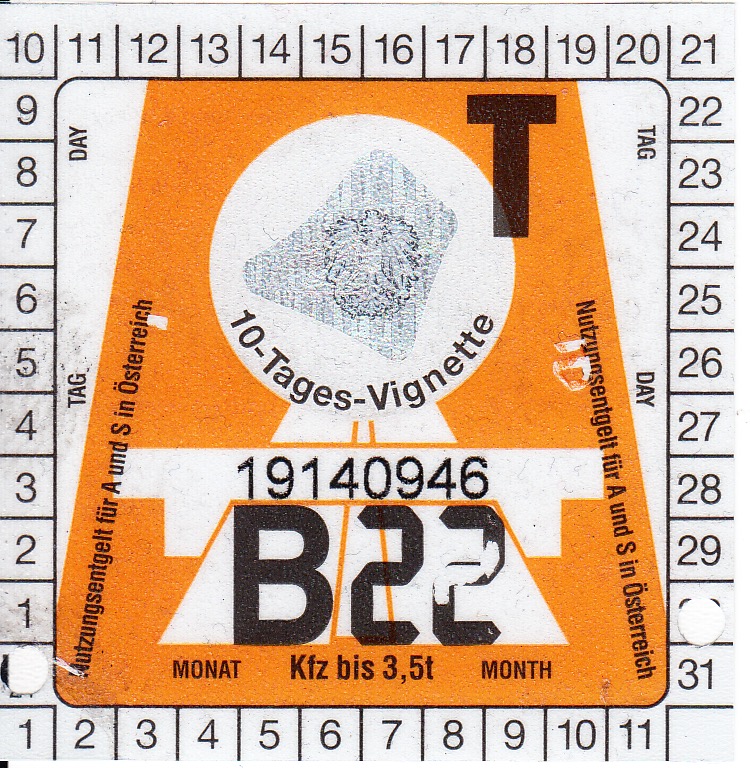 10 11 12 13 14 15 16 17 18 19 20 21
9 22
8 23
7 24
6 25
5 26
4 27
3 28
2 29
1
31
1 2 3 4 5 6 7 8 9 10 11
DAY
TAG
T
TAG
DAY
10-Tages-Vignette
Nutzungsentgelt für A und S in Österreich
Nutzungsentgelt für A und S in Österreich
19140946
B22
MONAT Kfz bis 3,5t MONTH